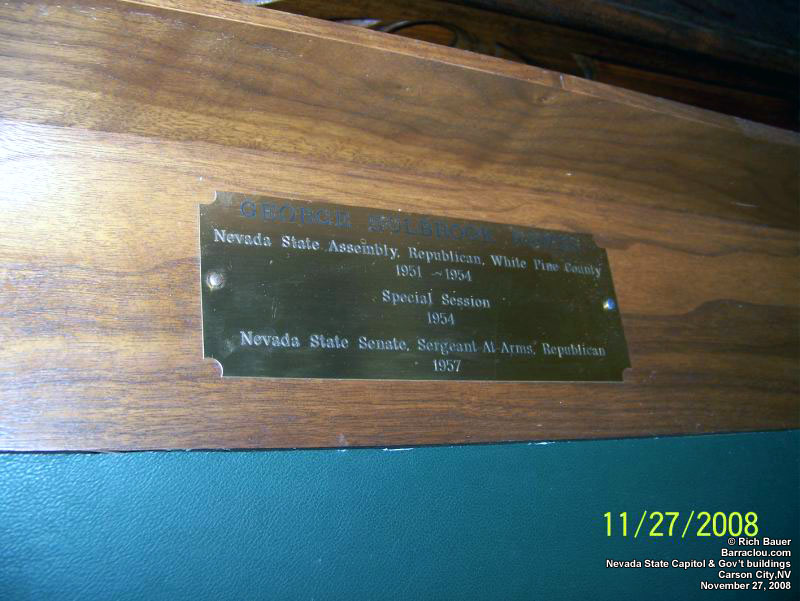 GEORGE HOLBROOK
Nevada State Assembly, Republican, White Pine County
1951 ~1954
Special Session
1954
Nevada State Senate, Sergeant-At-Arms, Republican
1957
11/27/2008
© Rich Bauer
Barraclou.com
Nevada State Capitol & Gov't buildings
Carson City,NV
November 27, 2008